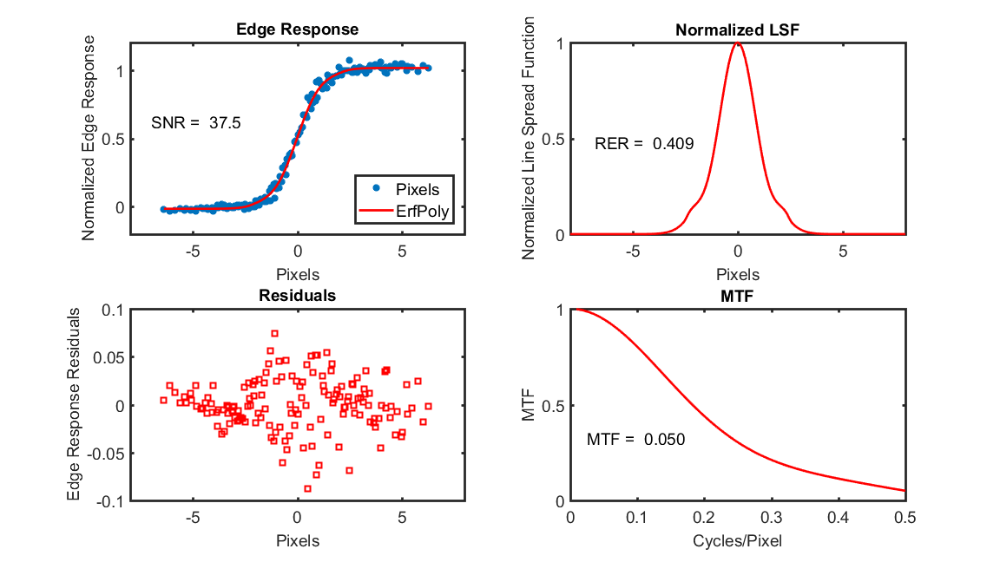 Edge Response
Normalized Edge Response
1
0.5
0
SNR = 37.5
Pixels
ErfPoly
-5 0 5
Pixels
Normalized LSF
Normalized Line Spread Function
1
0.5
0
RER = 0.409
-5 0 5
Pixels
Residuals
Edge Response Residuals
0.1
0.05
0
-0.05
-0.1
-5 0 5
Pixels
MTF
MTF
1
0.5
0
MTF = 0.050
0 0.1 0.2 0.3 0.4 0.5
Cycles/Pixel